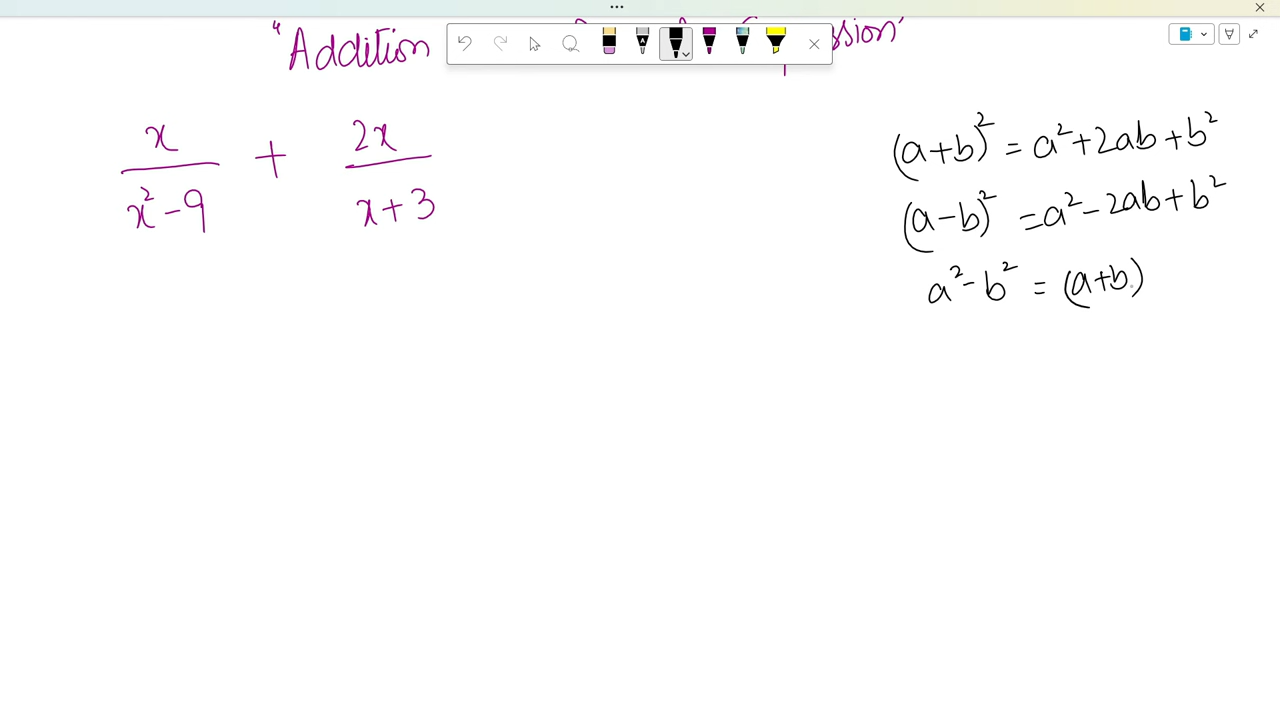 "Addition
x/(x²-9) + 2x/(x+3)
(a+b)² = a²+2ab+b²
(a-b)² = a²-2ab+b²
a²-b² = (a+b)